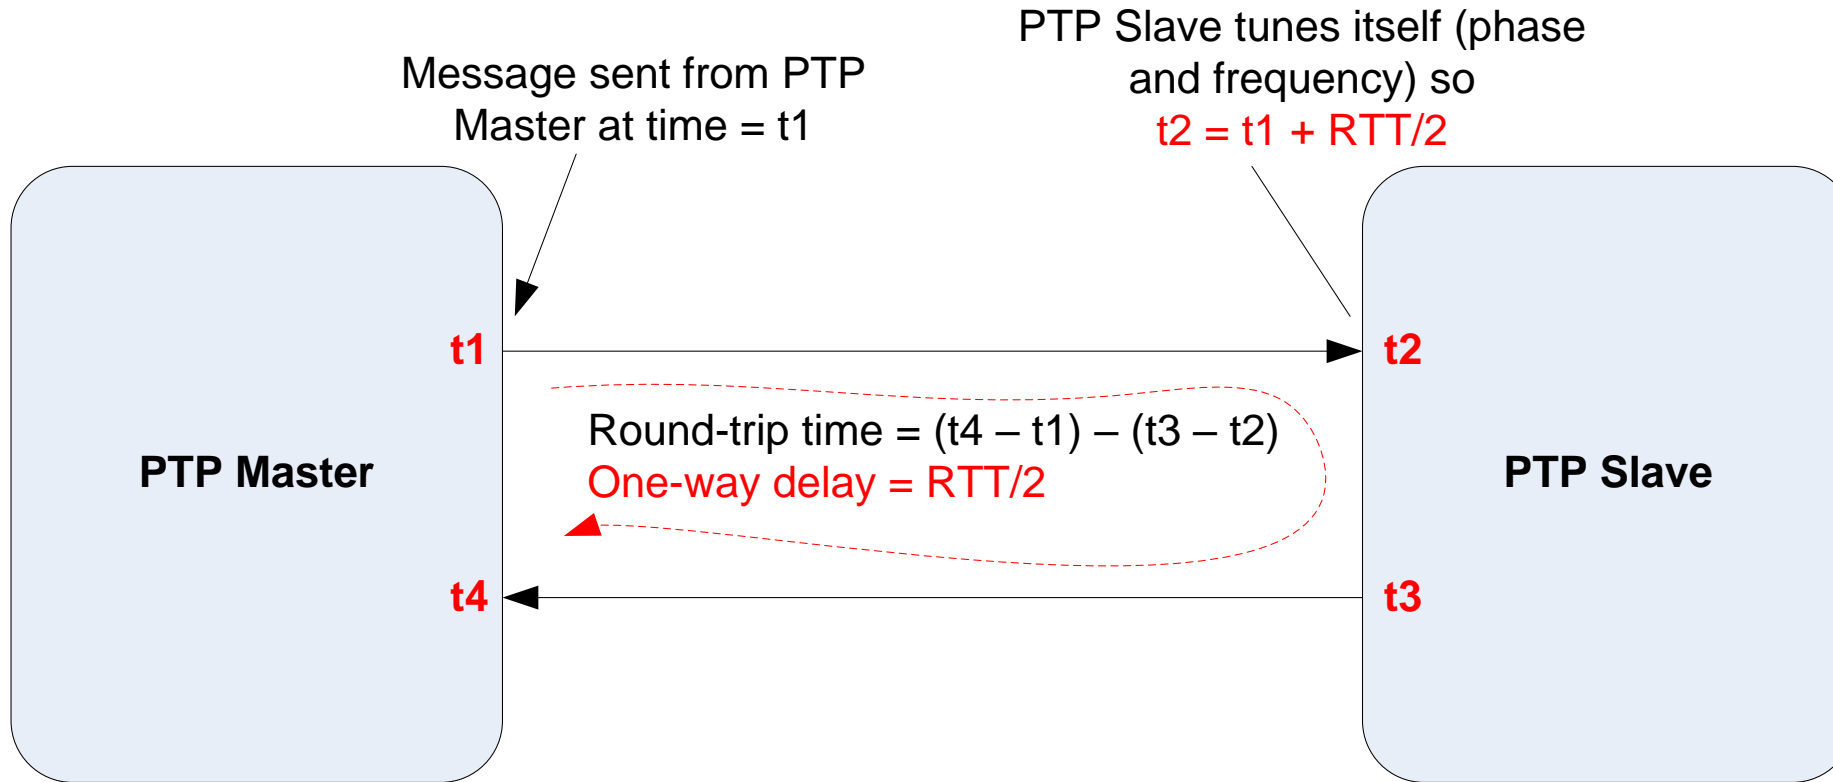 Message sent from PTP
Master at time = t1
PTP Slave tunes itself (phase
and frequency) so
t2 = t1 + RTT/2
t1
t2
Round-trip time = (t4 – t1) – (t3 – t2)
One-way delay = RTT/2
PTP Master
PTP Slave
t4
t3